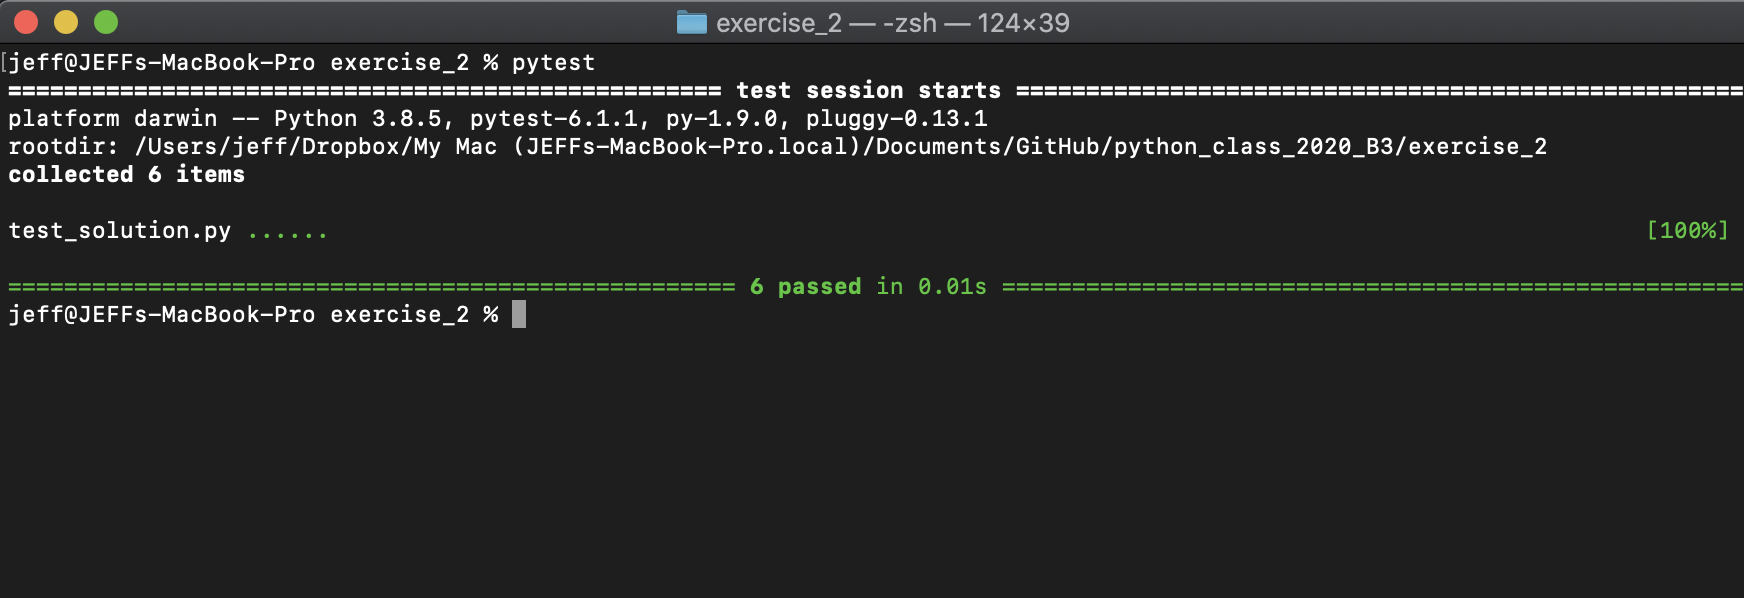 exercise_2 — -zsh — 124×39
[jeff@JEFFs-MacBook-Pro exercise_2 % pytest
=================================================== test session starts ====================================================
platform darwin -- Python 3.8.5, pytest-6.1.1, py-1.9.0, pluggy-0.13.1
rootdir: /Users/jeff/Dropbox/My Mac (JEFFs-MacBook-Pro.local)/Documents/GitHub/python_class_2020_B3/exercise_2
collected 6 items
test_solution.py ...... [100%]
==================================================== 6 passed in 0.01s =====================================================
jeff@JEFFs-MacBook-Pro exercise_2 %